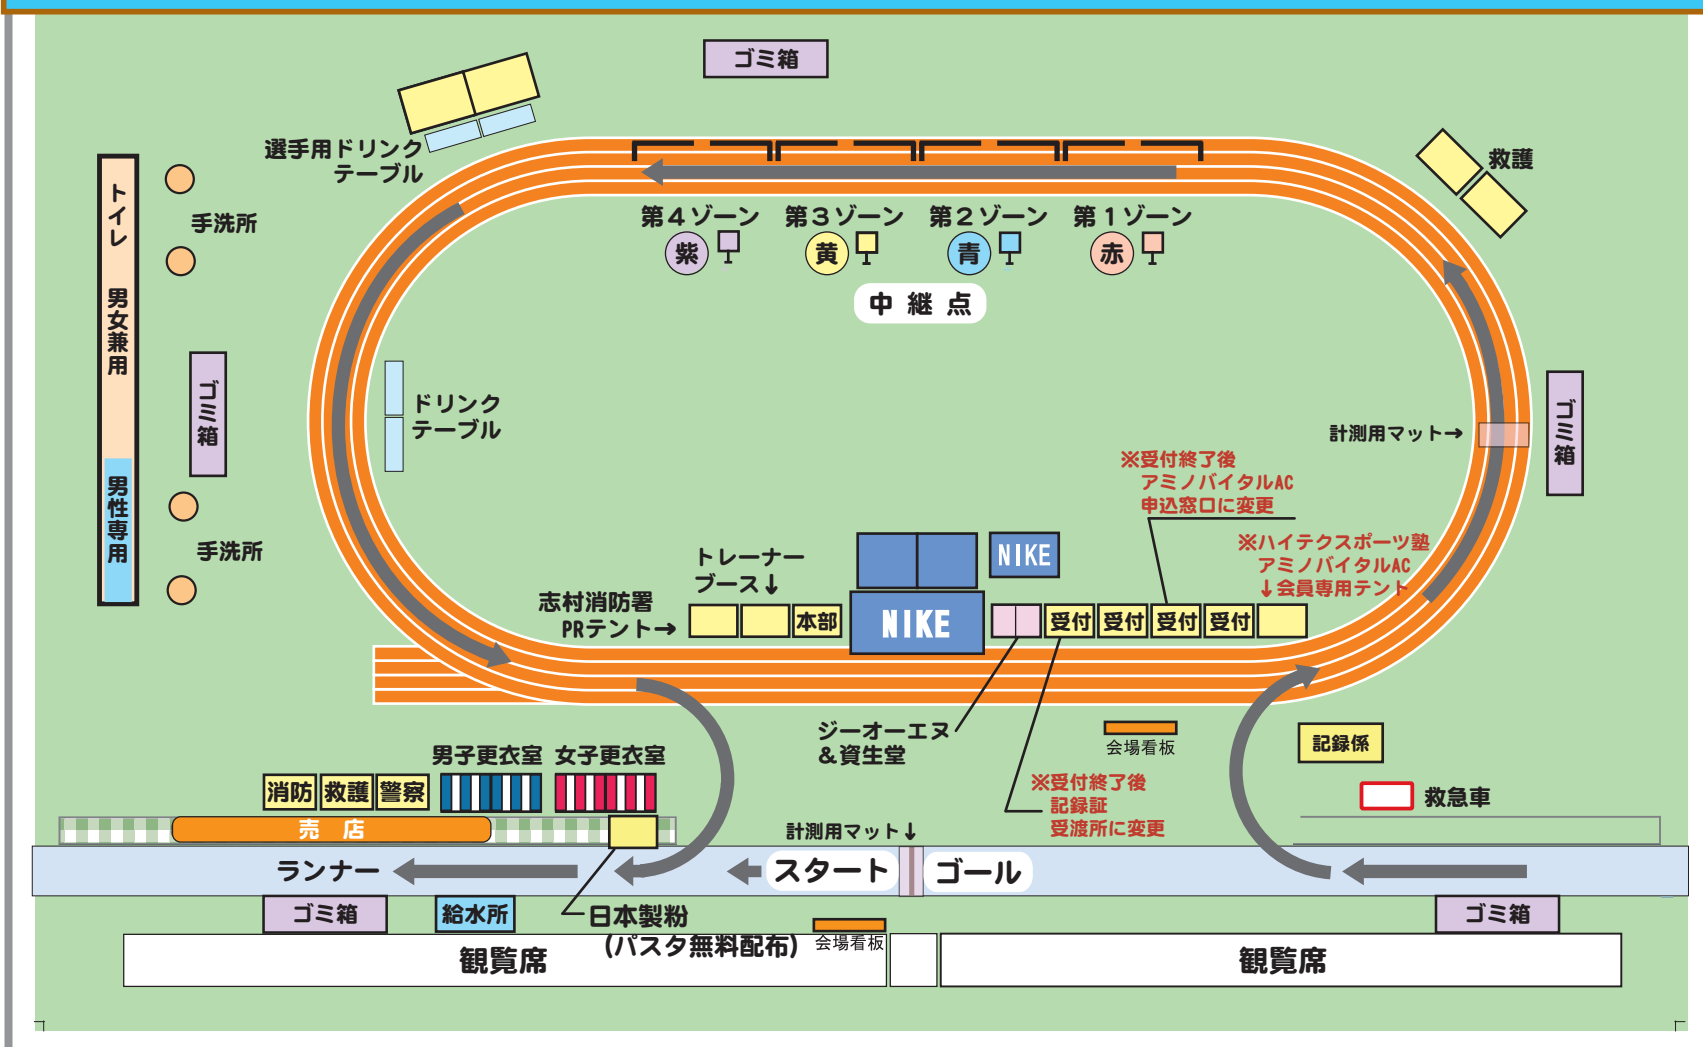 ゴミ箱
選手用ドリンク
テーブル
救護
トイレ 男女兼用
男性専用
手洗所
第4ゾーン
第3ゾーン
第2ゾーン
第1ゾーン
紫
黄
青
赤
中継点
ゴミ箱
ドリンク
テーブル
計測用マット→
ゴミ箱
手洗所
※受付終了後
アミノバイタルAC
申込窓口に変更
※ハイテクスポーツ塾
アミノバイタルAC
↓会員専用テント
トレーナー
ブース↓
NIKE
志村消防署
PRテント→
本部
NIKE
受付
受付
受付
受付
ジーオーエヌ
&資生堂
会場看板
記録係
※受付終了後
記録証
受渡所に変更
救急車
男子更衣室
女子更衣室
消防
救護
警察
売店
計測用マット↓
ランナー
スタート
ゴール
ゴミ箱
給水所
日本製粉
(パスタ無料配布)
会場看板
ゴミ箱
観覧席
観覧席